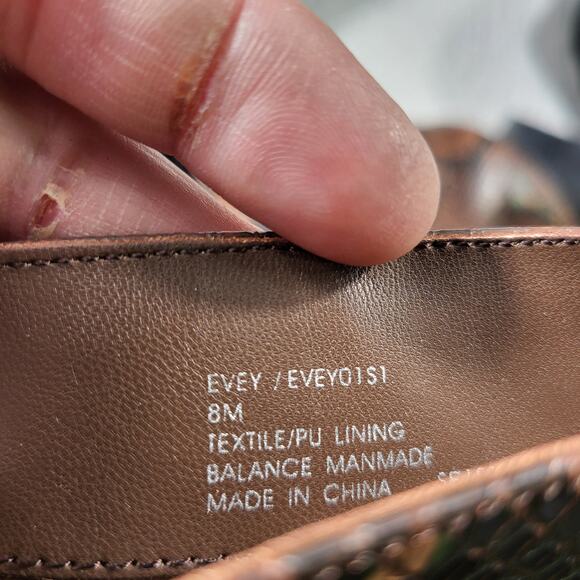 EVEY / EVEY01S1
8M
TEXTILE/PU LINING
BALANCE MANMADE
MADE IN CHINA